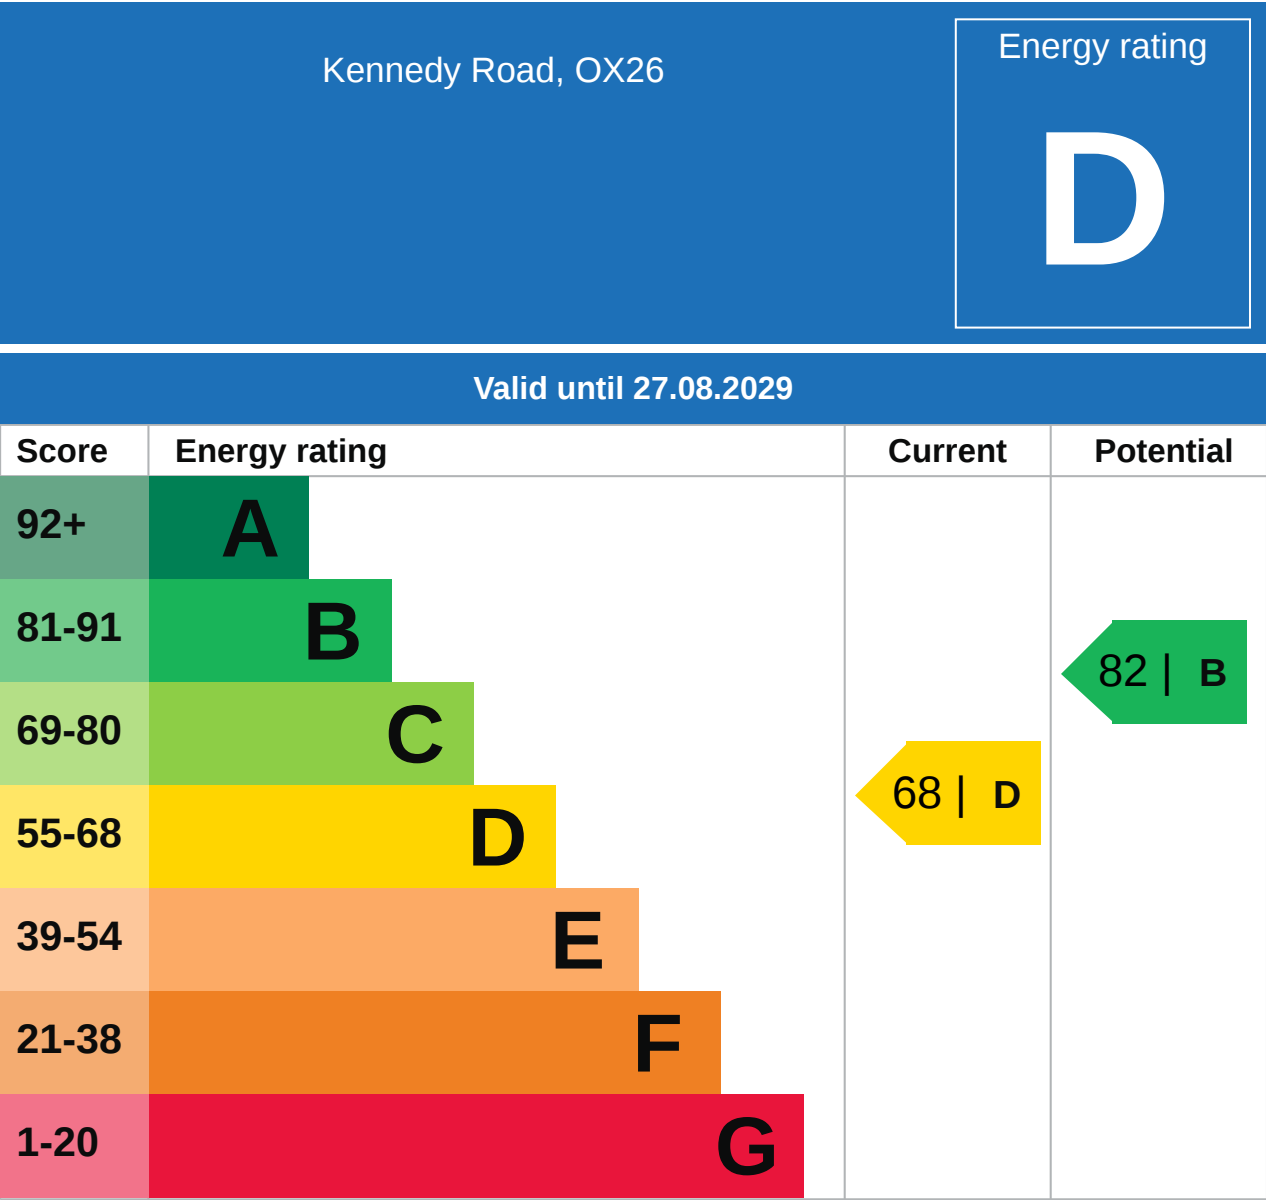 Kennedy Road, OX26
Energy rating
D
Valid until 27.08.2029
Score Energy rating Current Potential
92+ A
81-91 B
82 | B
69-80 C
68 | D
55-68 D
39-54 E
21-38 F
1-20 G